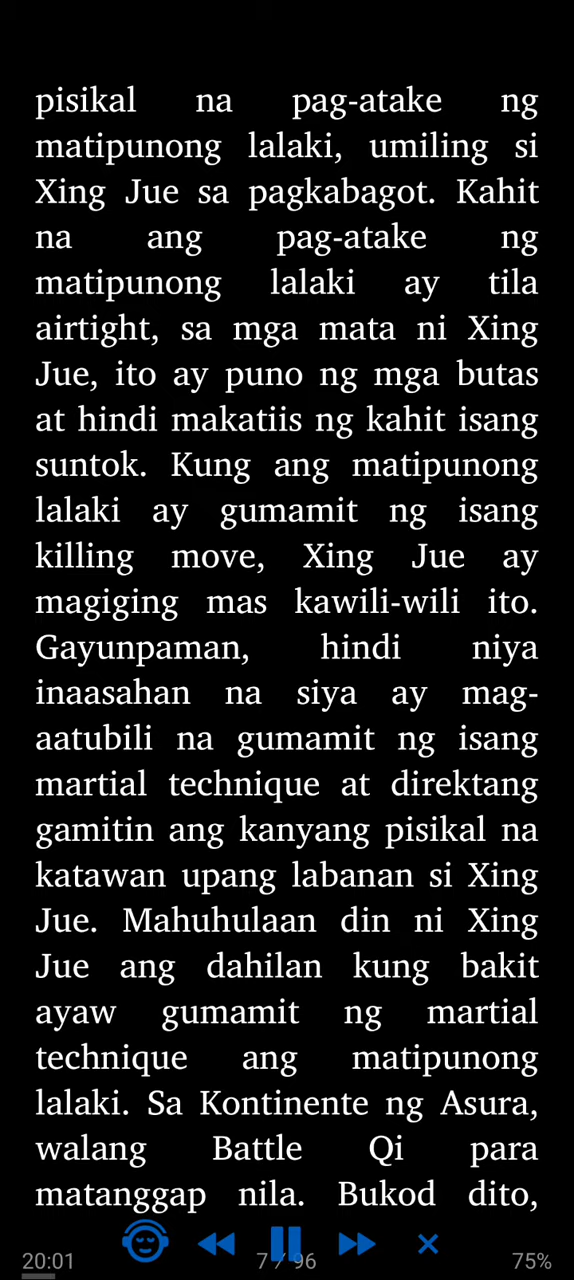 pisikal na pag-atake ng
matipunong lalaki, umiling si
Xing Jue sa pagkabagot. Kahit
na ang pag-atake ng
matipunong lalaki ay tila
airtight, sa mga mata ni Xing
Jue, ito ay puno ng mga butas
at hindi makatiis ng kahit isang
suntok. Kung ang matipunong
lalaki ay gumamit ng isang
killing move, Xing Jue ay
magiging mas kawili-wili ito.
Gayunpaman, hindi niya
inaasahan na siya ay mag-
aatubili na gumamit ng isang
martial technique at direktang
gamitin ang kanyang pisikal na
katawan upang labanan si Xing
Jue. Mahuhulaan din ni Xing
Jue ang dahilan kung bakit
ayaw gumamit ng martial
technique ang matipunong
lalaki. Sa Kontinente ng Asura,
walang Battle Qi para
matanggap nila. Bukod dito,
20:01 7 / 96 75%